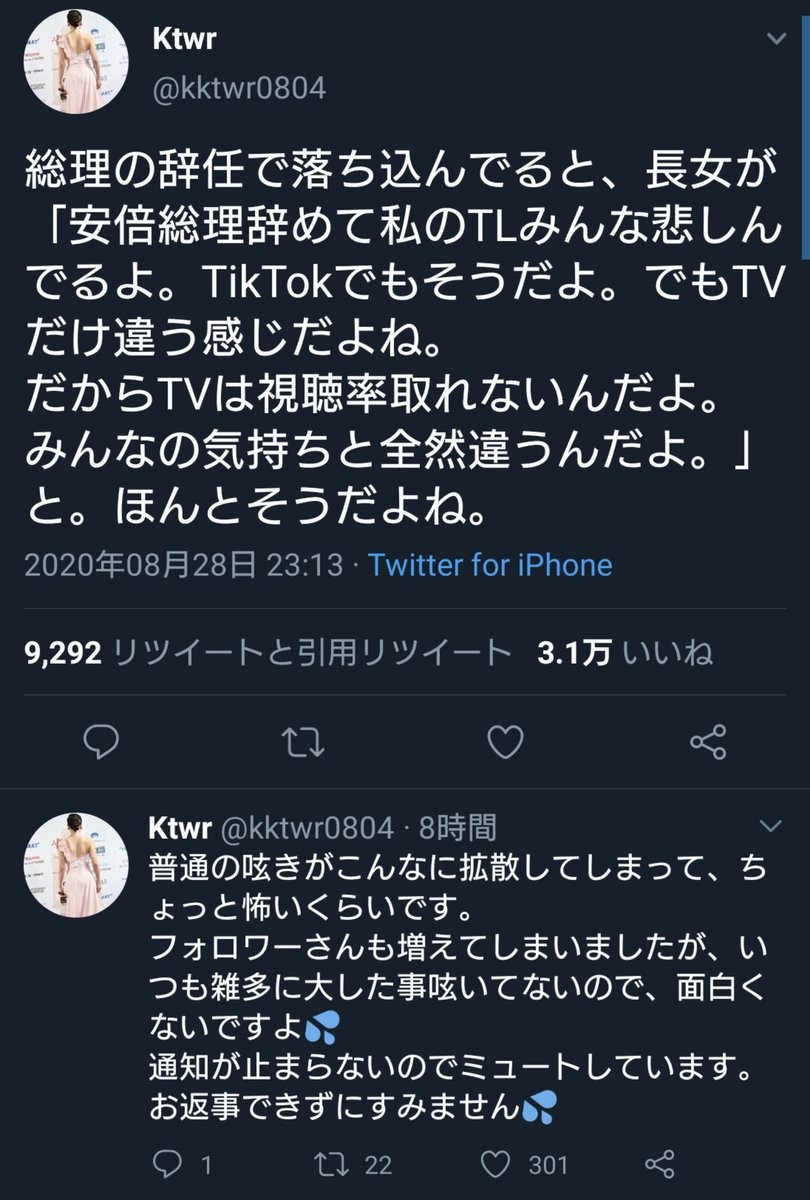 Ktwr
@kktwr0804
総理の辞任で落ち込んでると、長女が
「安倍総理辞めて私のTLみんな悲しん
でるよ。TikTokでもそうだよ。でもTV
だけ違う感じだよね。
だからTVは視聴率取れないんだよ。
みんなの気持ちと全然違うんだよ。」
と。ほんとそうだよね。
2020年08月28日 23:13 · Twitter for iPhone
9,292 リツイートと引用リツイート 3.1万 いいね
Ktwr @kktwr0804 · 8時間
普通の呟きがこんなに拡散してしまって、ち
ょっと怖いくらいです。
フォロワーさんも増えてしまいましたが、い
つも雑多に大した事呟いてないので、面白く
ないですよ💦
通知が止まらないのでミュートしています。
お返事できずにすみません💦
1 22 301